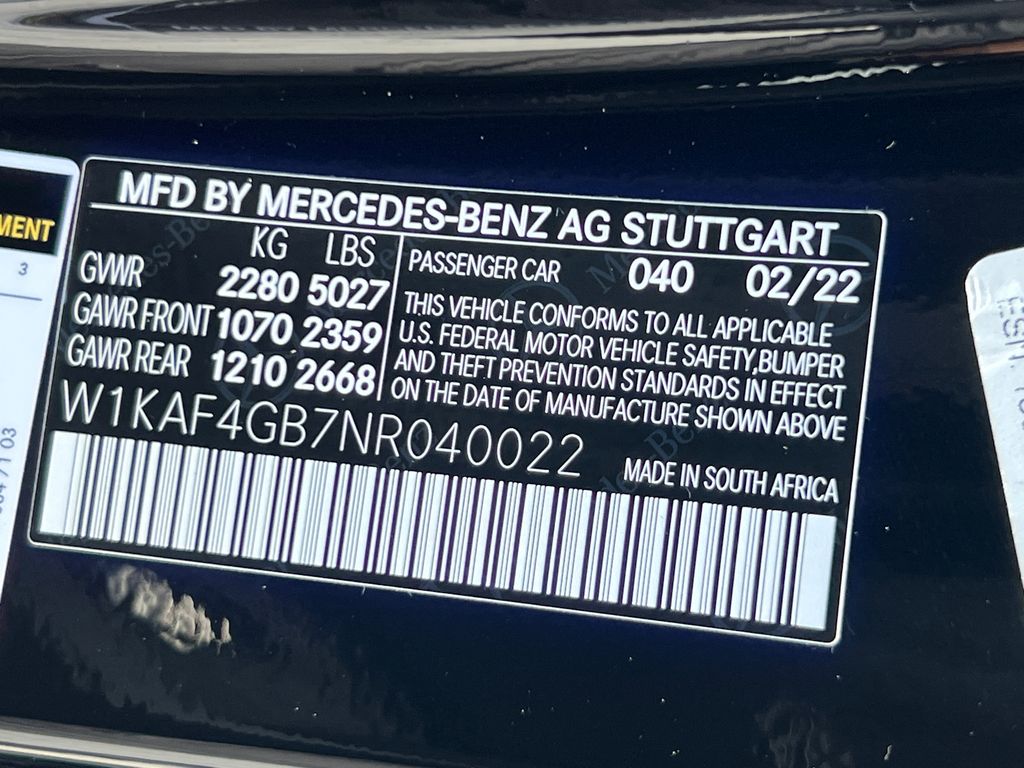 MFD BY MERCEDES-BENZ AG STUTTGART
KG LBS
GVWR 2280 5027
GAWR FRONT 1070 2359
GAWR REAR 1210 2668
PASSENGER CAR 040 02/22
THIS VEHICLE CONFORMS TO ALL APPLICABLE
U.S. FEDERAL MOTOR VEHICLE SAFETY,BUMPER
AND THEFT PREVENTION STANDARDS IN EFFECT
ON THE DATE OF MANUFACTURE SHOWN ABOVE
W1KAF4GB7NR040022
MADE IN SOUTH AFRICA
MENT
3